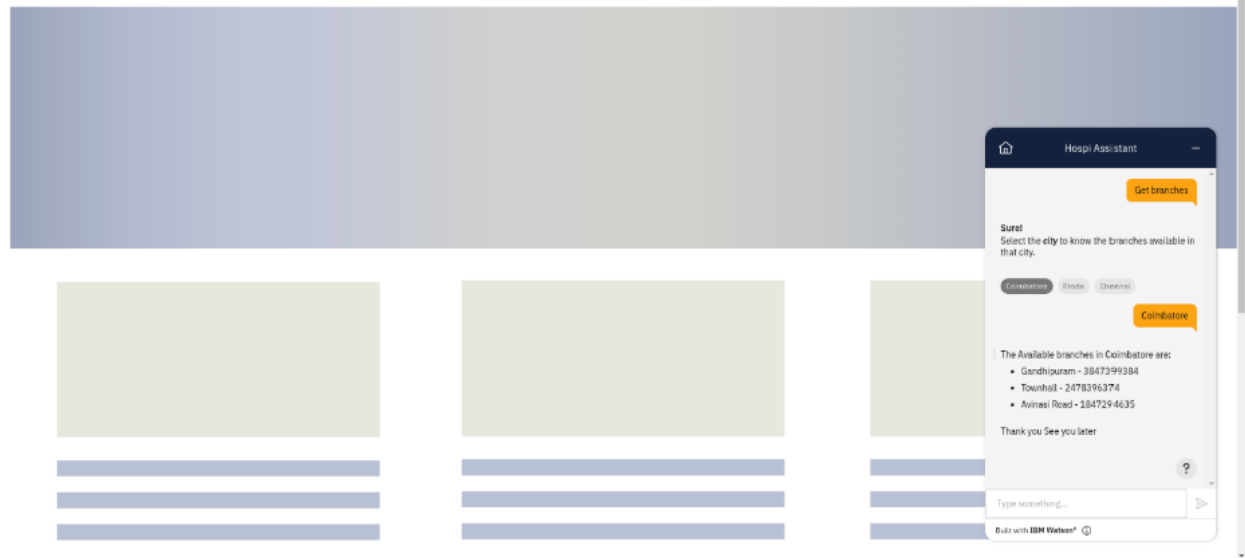 Hospi Assistant
Get branches
Sure!
Select the city to know the branches available in
that city.
Coimbatore Erode Chennai
Coimbatore
The Available branches in Coimbatore are:
• Gandhipuram - 3847399384
• Townhall - 2478396374
• Avinasi Road - 1847294635
Thank you See you later
?
Type something...
Built with IBM Watson®